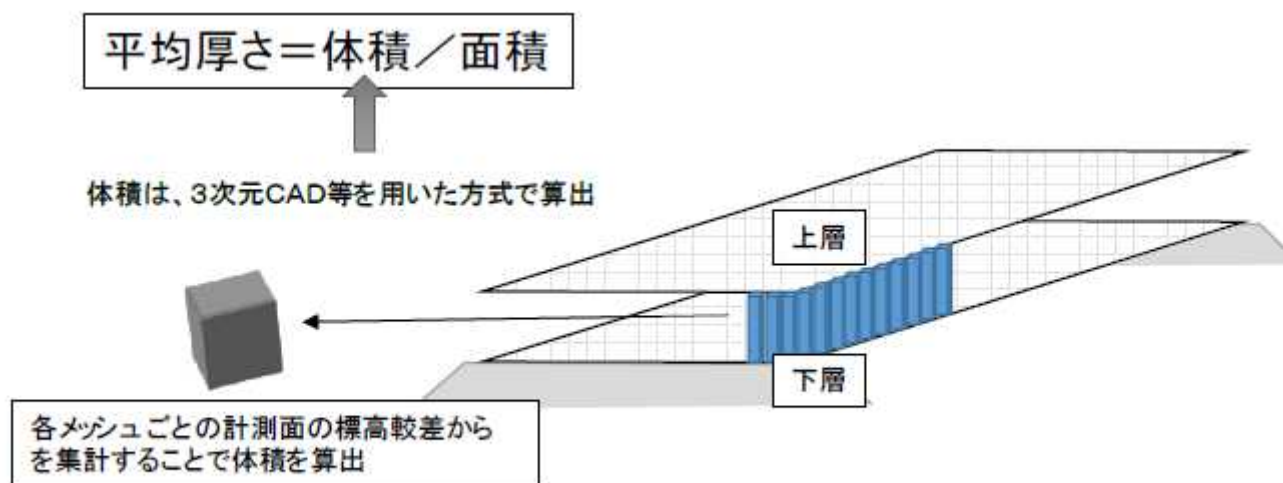 平均厚さ＝体積／面積
体積は、３次元CAD等を用いた方式で算出
上層
下層
各メッシュごとの計測面の標高較差から
を集計することで体積を算出